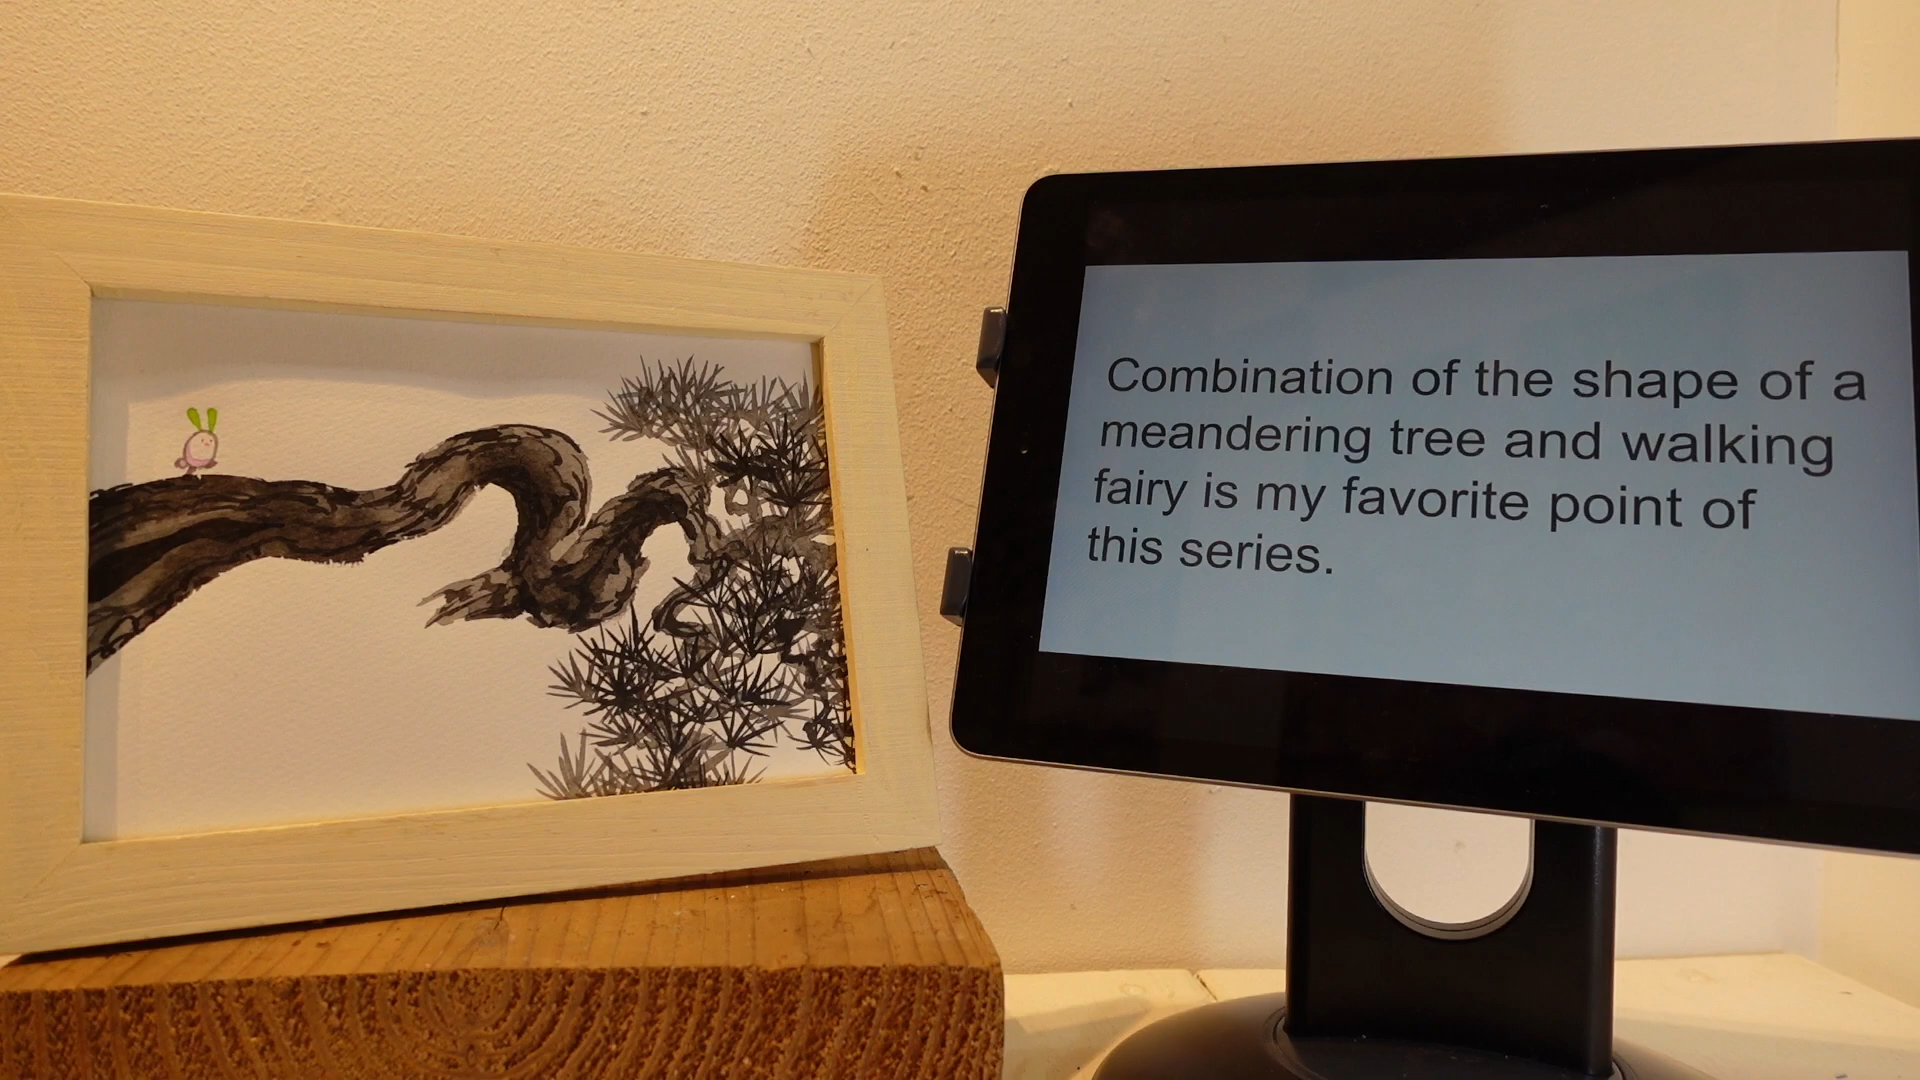 Combination of the shape of a
meandering tree and walking
fairy is my favorite point of
this series.